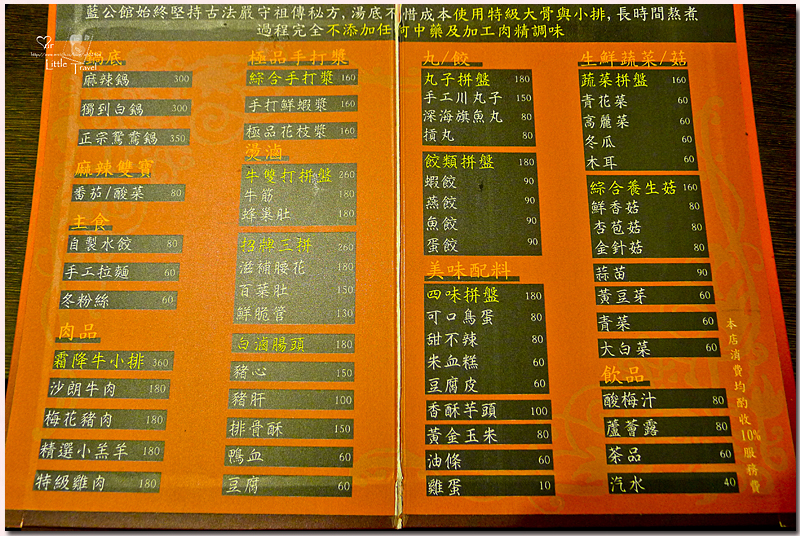 藍公館始終堅持古法嚴守祖傳秘方,湯底不惜成本使用特級大骨與小排,長時間熬煮
過程完全不添加任何中藥及加工肉精調味
Little Travel
鍋底
麻辣鍋 300
獨到白鍋 300
正宗鴛鴦鍋 350
麻辣雙寶
番茄/酸菜 80
主食
自製水餃 80
手工拉麵 60
冬粉絲 60
肉品
霜降牛小排 360
沙朗牛肉 180
梅花豬肉 180
精選小羔羊 180
特級雞肉 180
極品手打漿
綜合手打漿 160
手打鮮蝦漿 160
極品花枝漿 160
燙滷
牛雙打拼盤 260
牛筋 180
蜂巢肚 180
招牌三拼 260
滋補腰花 180
百葉肚 150
鮮脆管 130
白滷腸頭 180
豬心 150
豬肝 100
排骨酥 150
鴨血 60
豆腐 60
丸/餃
丸子拼盤 180
手工川丸子 150
深海旗魚丸 80
摃丸 80
餃類拼盤 180
蝦餃 90
燕餃 90
魚餃 90
蛋餃 90
美味配料
四味拼盤 180
可口鳥蛋 80
甜不辣 80
米血糕 60
豆腐皮 60
香酥芋頭 100
黃金玉米 80
油條 60
雞蛋 10
生鮮蔬菜/菇
蔬菜拼盤 160
青花菜 60
高麗菜 60
冬瓜 60
木耳 60
綜合養生菇 160
鮮香菇 60
杏苞菇 60
金針菇 60
蒜苗 90
黃豆芽 60
青菜 60
大白菜 60
飲品
酸梅汁 80
蘆薈露 80
茶品 60
汽水 40
本店消費均酌收10%服務費